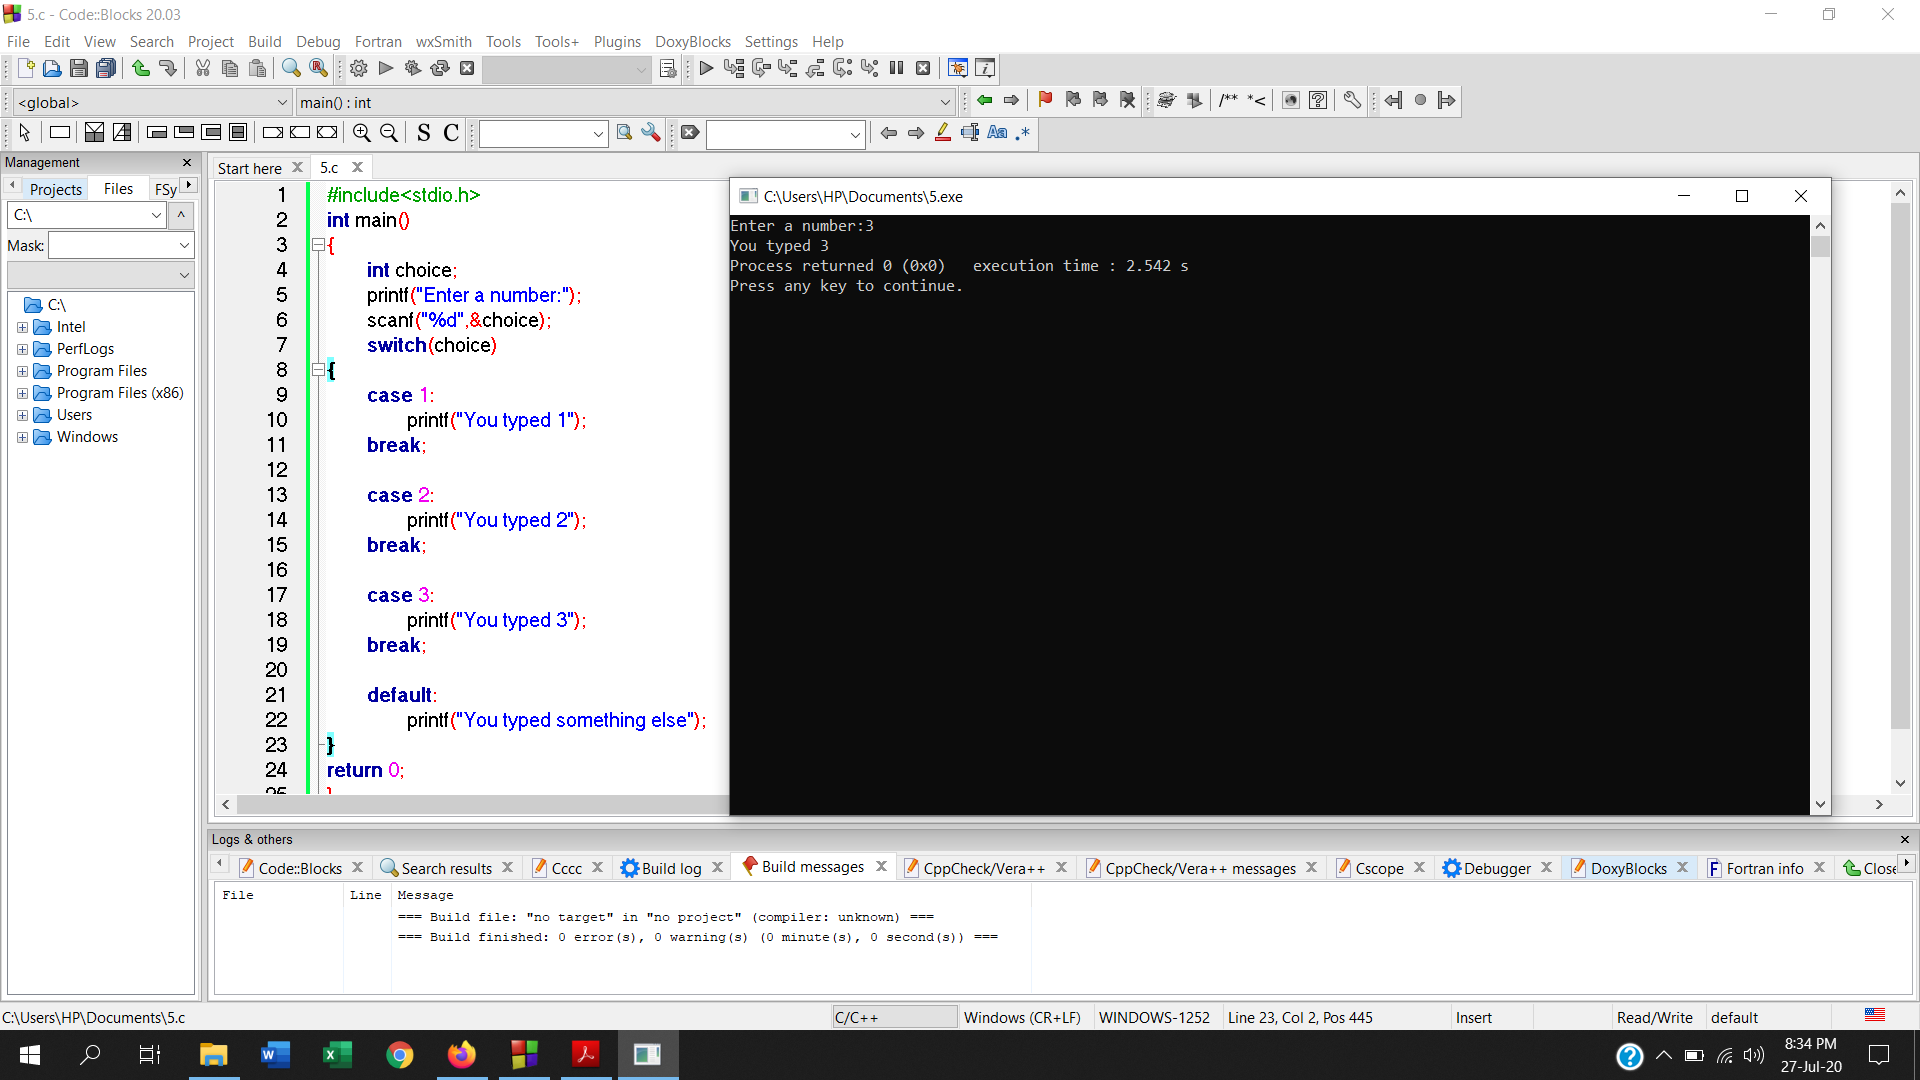 5.c - Code::Blocks 20.03
File Edit View Search Project Build Debug Fortran wxSmith Tools Tools+ Plugins DoxyBlocks Settings Help
<global> main() : int
/** *<
S C Aa .*
Management
Projects Files FSy
C:\
Mask:
C:\
Intel
PerfLogs
Program Files
Program Files (x86)
Users
Windows
Start here 5.c
1 #include<stdio.h>
2 int main()
3 {
4 int choice;
5 printf("Enter a number:");
6 scanf("%d",&choice);
7 switch(choice)
8 {
9 case 1:
10 printf("You typed 1");
11 break;
12
13 case 2:
14 printf("You typed 2");
15 break;
16
17 case 3:
18 printf("You typed 3");
19 break;
20
21 default:
22 printf("You typed something else");
23 }
24 return 0;
25 }
C:\Users\HP\Documents\5.exe
Enter a number:3
You typed 3
Process returned 0 (0x0)   execution time : 2.542 s
Press any key to continue.
Logs & others
Code::Blocks Search results Cccc Build log Build messages CppCheck/Vera++ CppCheck/Vera++ messages Cscope Debugger DoxyBlocks Fortran info Close
File Line Message
=== Build file: "no target" in "no project" (compiler: unknown) ===
=== Build finished: 0 error(s), 0 warning(s) (0 minute(s), 0 second(s)) ===
C:\Users\HP\Documents\5.c C/C++ Windows (CR+LF) WINDOWS-1252 Line 23, Col 2, Pos 445 Insert Read/Write default
8:34 PM
27-Jul-20